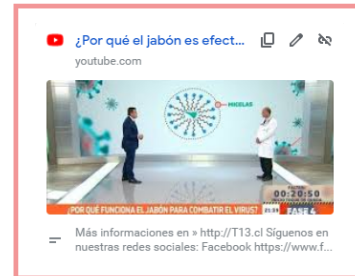 ¿Por qué el jabón es efect...
youtube.com
MICELAS
00:20:50
¿POR QUÉ FUNCIONA EL JABÓN PARA COMBATIR EL VIRUS?
FASE 4
Más informaciones en » http://T13.cl Síguenos en
nuestras redes sociales: Facebook https://www.f...